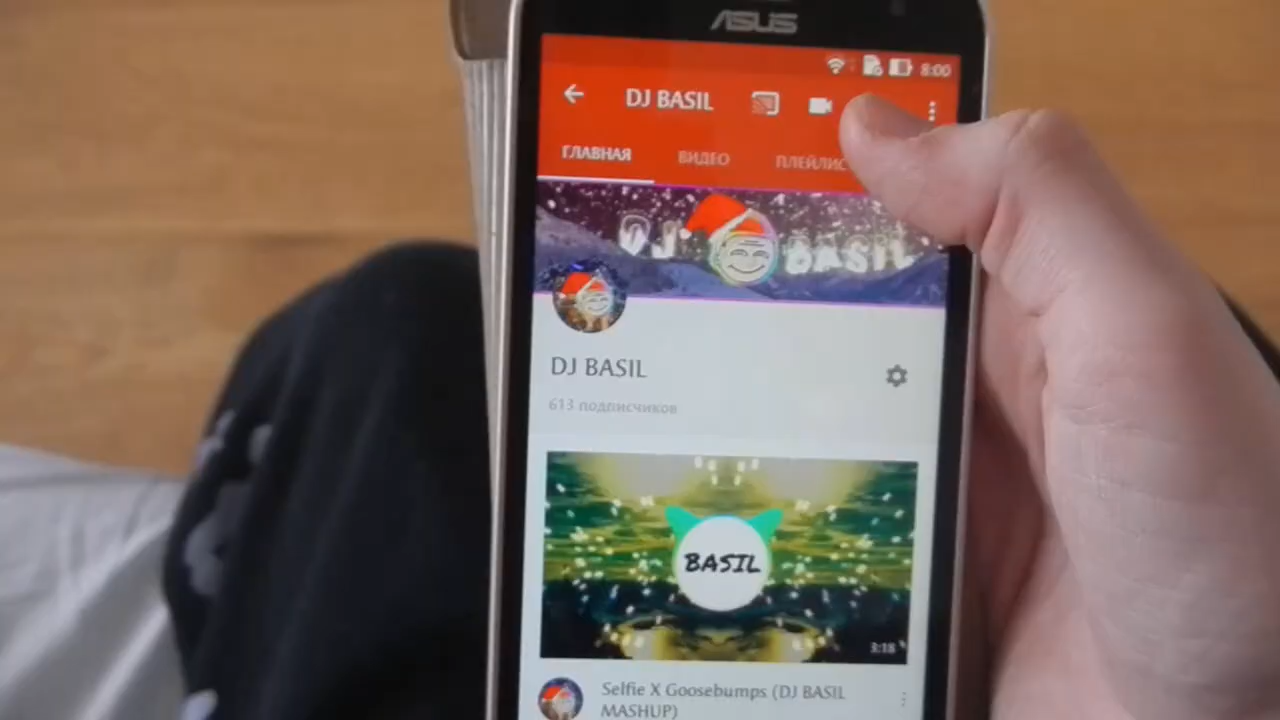 ASUS
8:00
DJ BASIL
ГЛАВНАЯ ВИДЕО ПЛЕЙЛИС
DJ BASIL
DJ BASIL
613 подписчиков
BASIL
3:18
Selfie X Goosebumps (DJ BASIL
MASHUP)